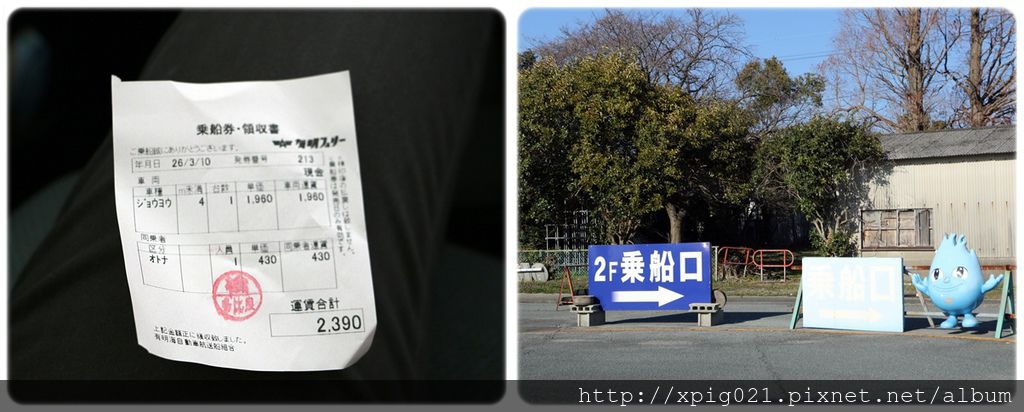 乗船券・領収書
有明フェリー
ご乗船誠にありがとうございます。
年月日 26/3/10 発券番号 213
現金
車両
車種 m未満 台数 単価 車両運賃
ジョウヨウ 4 1 1,960 1,960
同乗者
区分 人員 単価 同乗者運賃
オトナ 1 430 430
運賃合計
2,390
上記金額正に領収致しました。
有明海自動車航送船組合
2F乗船口
乗船口
http://xpig021.pixnet.net/album